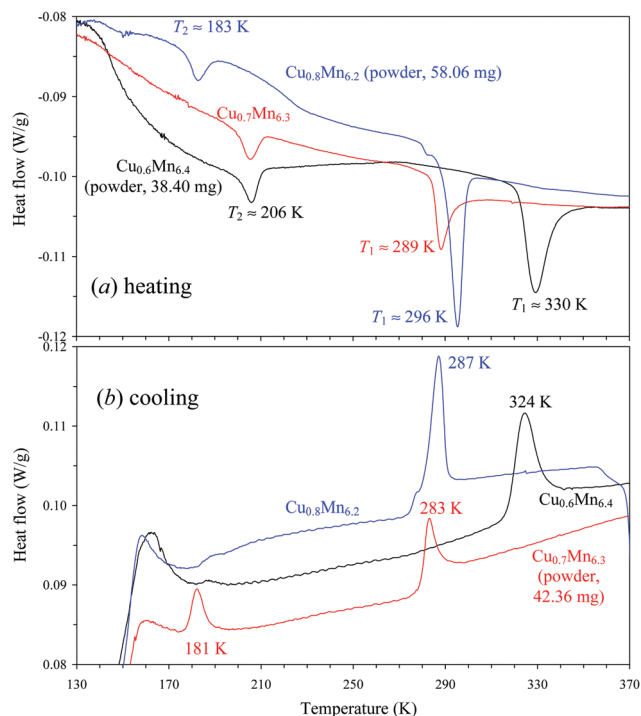 -0.08
T₂ ≈ 183 K
Cu₀.₈Mn₆.₂ (powder, 58.06 mg)
-0.09
Cu₀.₇Mn₆.₃
-0.10
Cu₀.₆Mn₆.₄
(powder, 38.40 mg)
T₂ ≈ 206 K
Heat flow (W/g)
T₁ ≈ 289 K
-0.11
(a) heating
T₁ ≈ 296 K
T₁ ≈ 330 K
-0.12
0.12
287 K
(b) cooling
324 K
0.11
Cu₀.₈Mn₆.₂
Cu₀.₆Mn₆.₄
0.10
283 K
Heat flow (W/g)
Cu₀.₇Mn₆.₃
(powder,
42.36 mg)
0.09
181 K
0.08
130 170 210 250 290 330 370
Temperature (K)